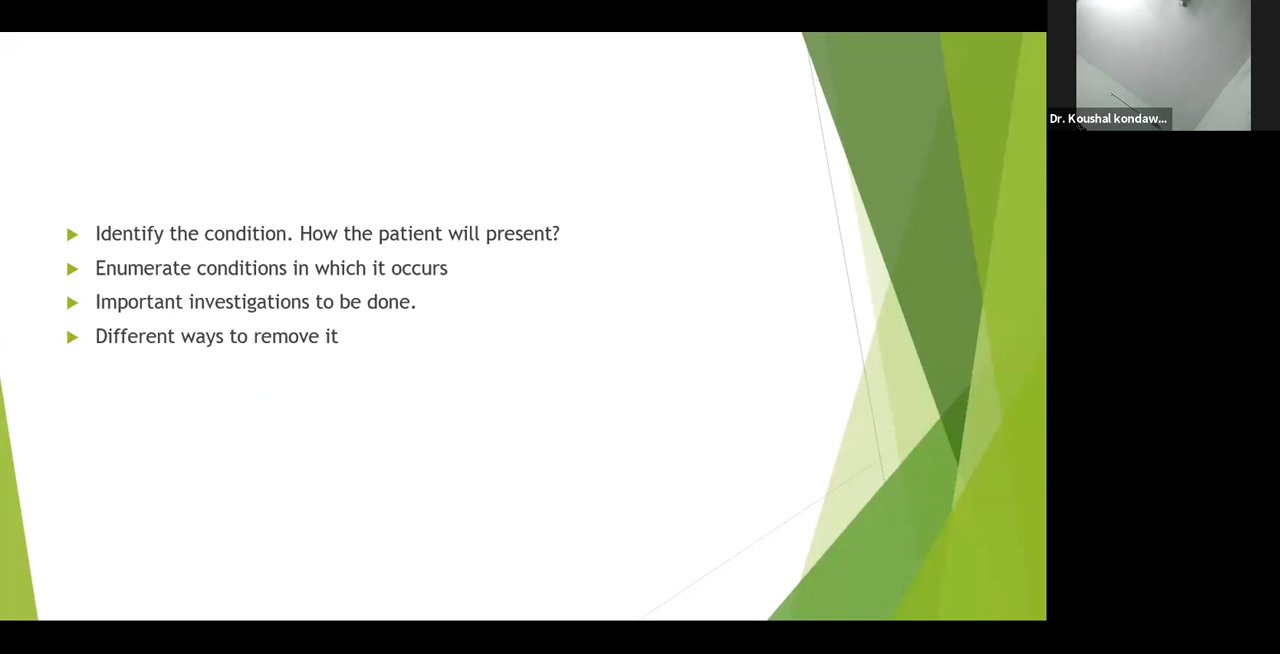 Dr. Koushal kondaw...
Identify the condition. How the patient will present?
Enumerate conditions in which it occurs
Important investigations to be done.
Different ways to remove it